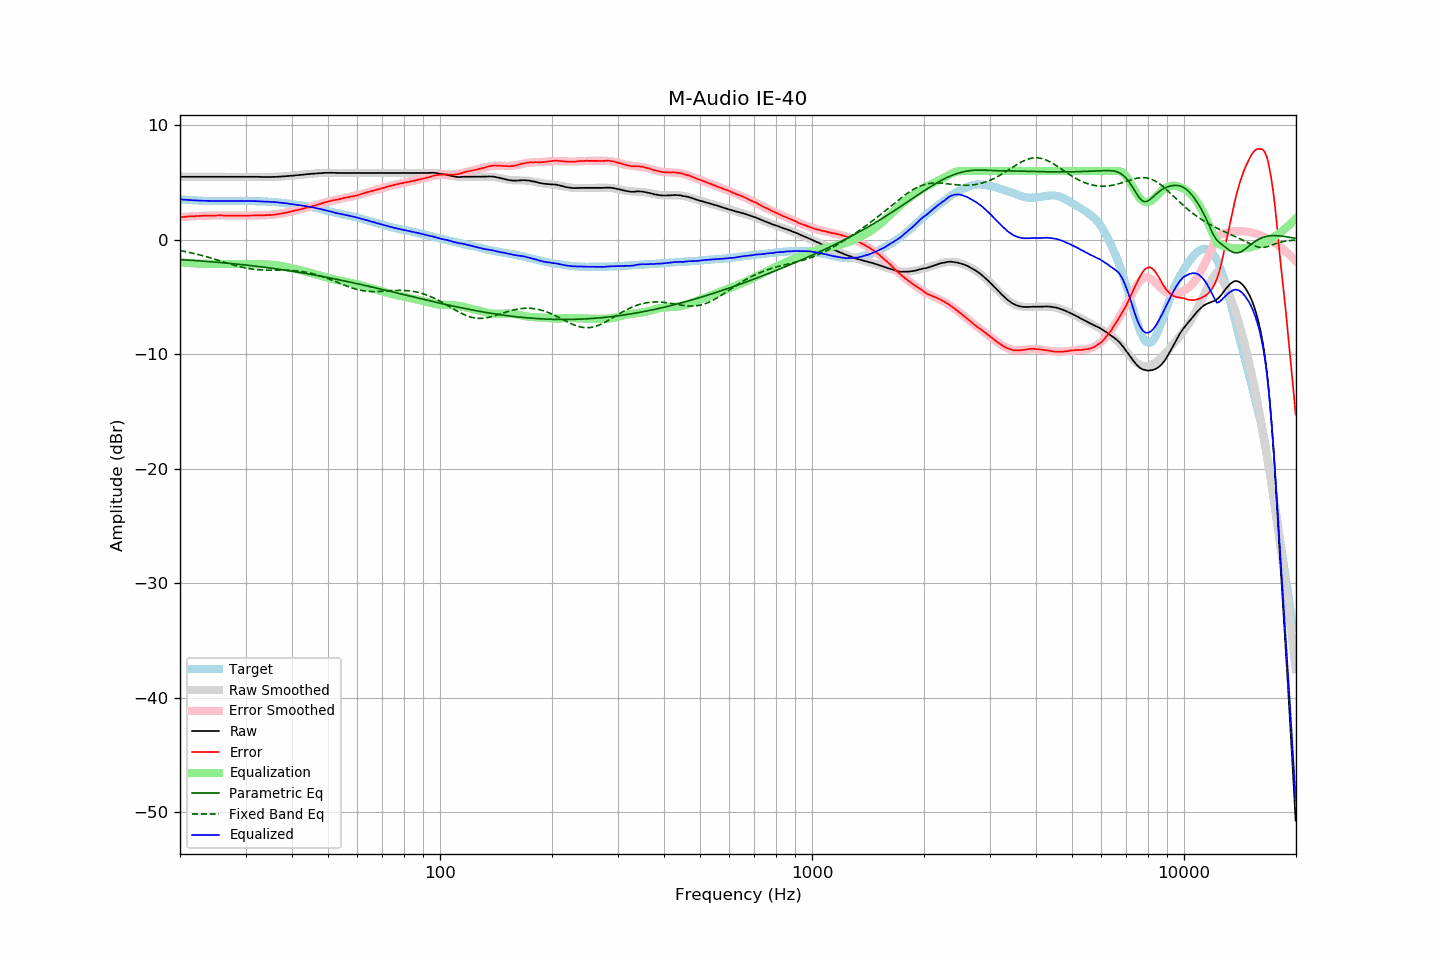 M-Audio IE-40
10
0
−10
−20
−30
−40
−50
Amplitude (dBr)
Target
Raw Smoothed
Error Smoothed
Raw
Error
Equalization
Parametric Eq
Fixed Band Eq
Equalized
100 1000 10000
Frequency (Hz)